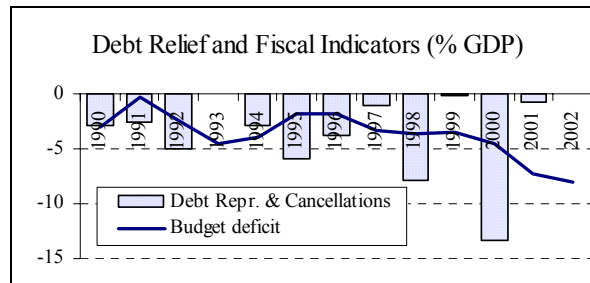 Debt Relief and Fiscal Indicators (% GDP)
0
1990 1991 1992 1993 1994 1995 1996 1997 1998 1999 2000 2001 2002
-5
-10
Debt Repr. & Cancellations
Budget deficit
-15